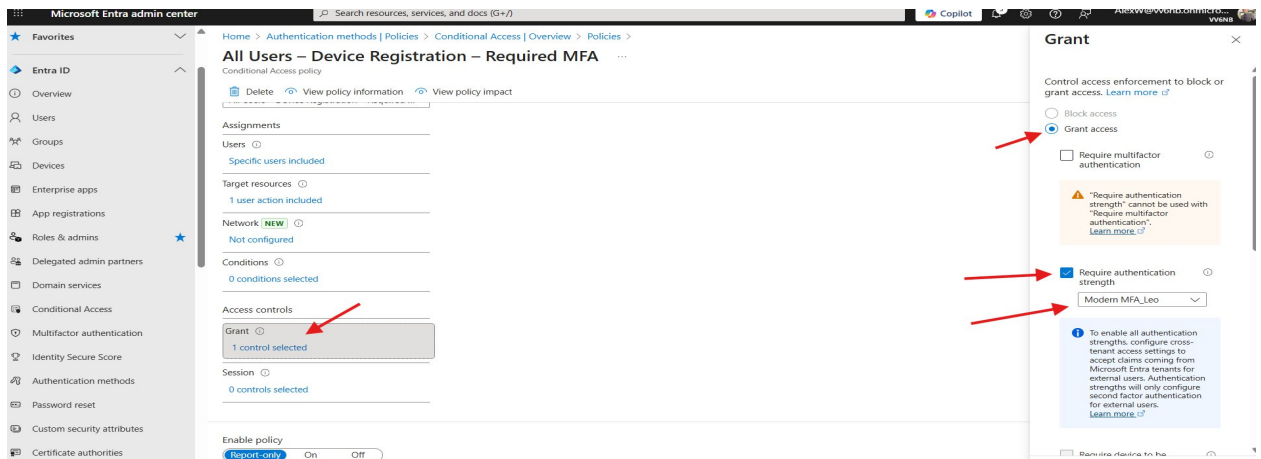 Microsoft Entra admin center
Search resources, services, and docs (G+/)
Copilot
VV6NB
Favorites
Entra ID
Overview
Users
Groups
Devices
Enterprise apps
App registrations
Roles & admins
Delegated admin partners
Domain services
Conditional Access
Multifactor authentication
Identity Secure Score
Authentication methods
Password reset
Custom security attributes
Certificate authorities
Home > Authentication methods | Policies > Conditional Access | Overview > Policies >
All Users – Device Registration – Required MFA ...
Conditional Access policy
Delete View policy information View policy impact
Assignments
Users
Specific users included
Target resources
1 user action included
Network NEW
Not configured
Conditions
0 conditions selected
Access controls
Grant
1 control selected
Session
0 controls selected
Enable policy
Report-only On Off
Grant
Control access enforcement to block or
grant access. Learn more
Block access
Grant access
Require multifactor
authentication
"Require authentication
strength" cannot be used with
"Require multifactor
authentication".
Learn more
Require authentication
strength
Modern MFA_Leo
To enable all authentication
strengths, configure cross-
tenant access settings to
accept claims coming from
Microsoft Entra tenants for
external users. Authentication
strengths will only configure
second factor authentication
for external users.
Learn more
Require device to be